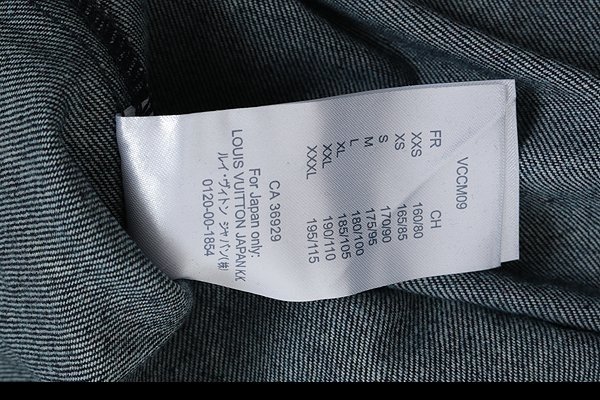 VCCM09
FR CH
XXS 160/80
XS 165/85
S 170/90
M 175/95
L 180/100
XL 185/105
XXL 190/110
XXXL 195/115
CA 36929
For Japan only:
LOUIS VUITTON JAPAN KK
ルイ・ヴィトン ジャパン(株)
0120-00-1854